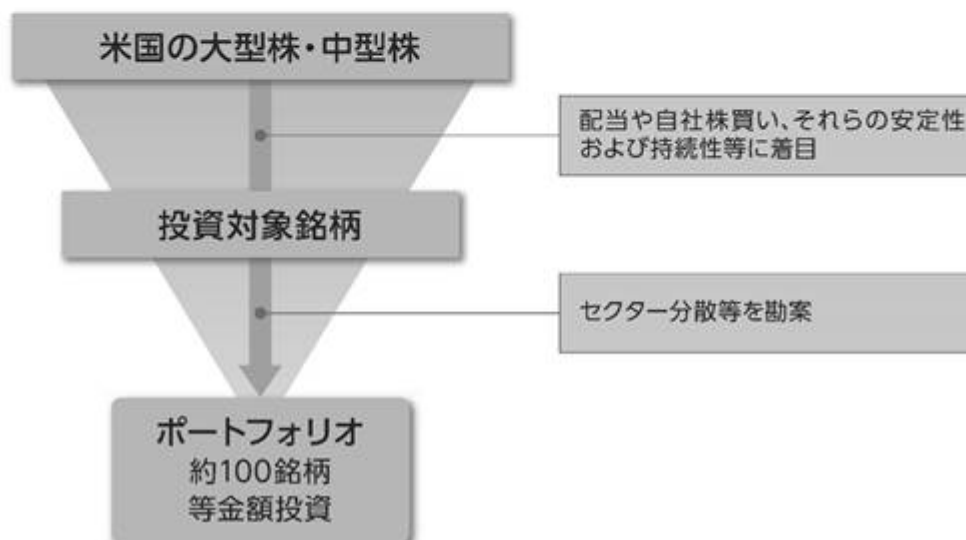 米国の大型株・中型株
配当や自社株買い、それらの安定性
および持続性等に着目
投資対象銘柄
セクター分散等を勘案
ポートフォリオ
約100銘柄
等金額投資